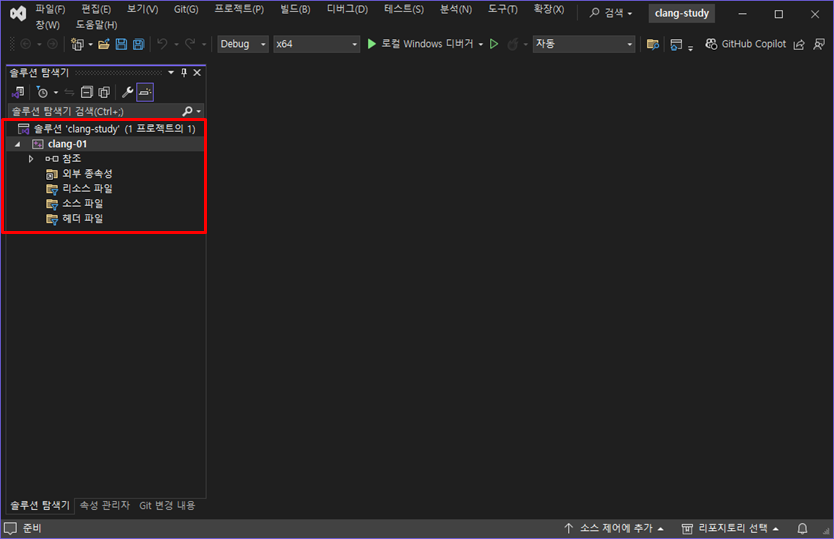 파일(F) 편집(E) 보기(V) Git(G) 프로젝트(P) 빌드(B) 디버그(D) 테스트(S) 분석(N) 도구(T) 확장(X) 검색 clang-study
창(W) 도움말(H)
Debug x64 로컬 Windows 디버거 자동 GitHub Copilot
솔루션 탐색기
솔루션 탐색기 검색(Ctrl+;)
솔루션 'clang-study' (1 프로젝트의 1)
clang-01
참조
외부 종속성
리소스 파일
소스 파일
헤더 파일
솔루션 탐색기 속성 관리자 Git 변경 내용
준비 소스 제어에 추가 리포지토리 선택